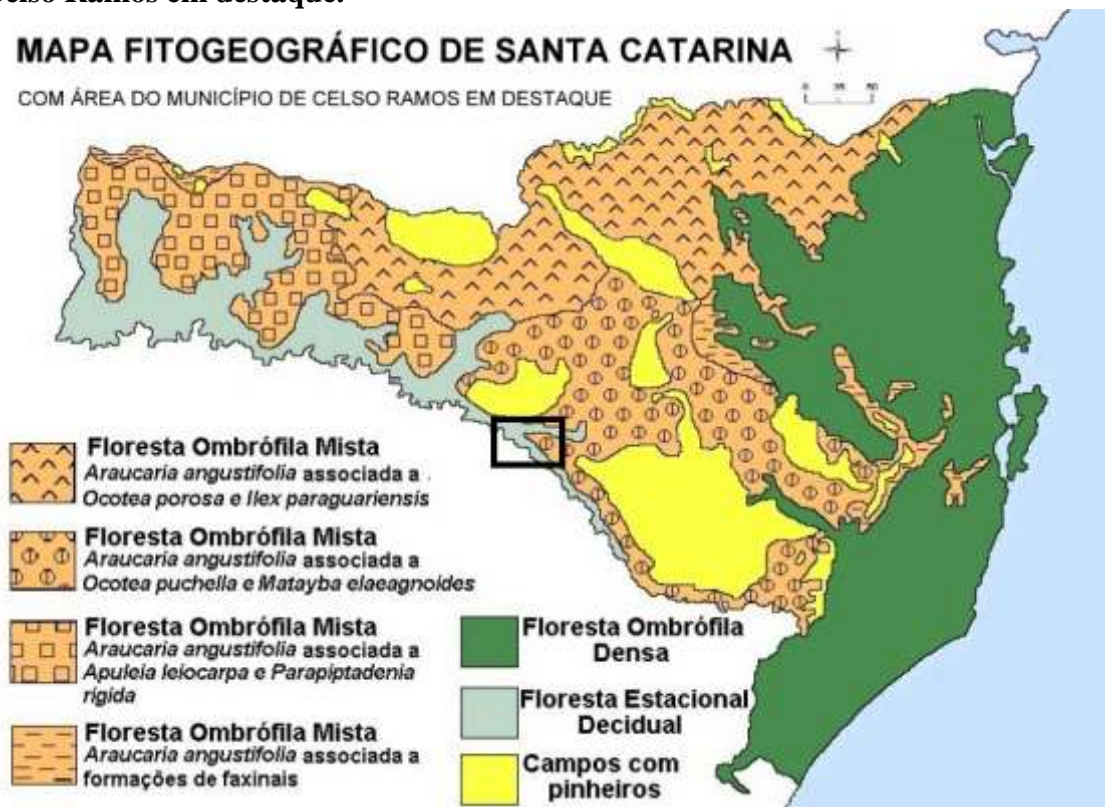 Celso Ramos em destaque.
MAPA FITOGEOGRÁFICO DE SANTA CATARINA
COM ÁREA DO MUNICÍPIO DE CELSO RAMOS EM DESTAQUE
0 25 50
Floresta Ombrófila Mista
Araucaria angustifolia associada a
Ocotea porosa e Ilex paraguariensis
Floresta Ombrófila Mista
Araucaria angustifolia associada a
Ocotea puchella e Matayba elaeagnoides
Floresta Ombrófila Mista
Araucaria angustifolia associada a
Apuleia leiocarpa e Parapiptadenia
rigida
Floresta Ombrófila Mista
Araucaria angustifolia associada a
formações de faxinais
Floresta Ombrófila
Densa
Floresta Estacional
Decidual
Campos com
pinheiros